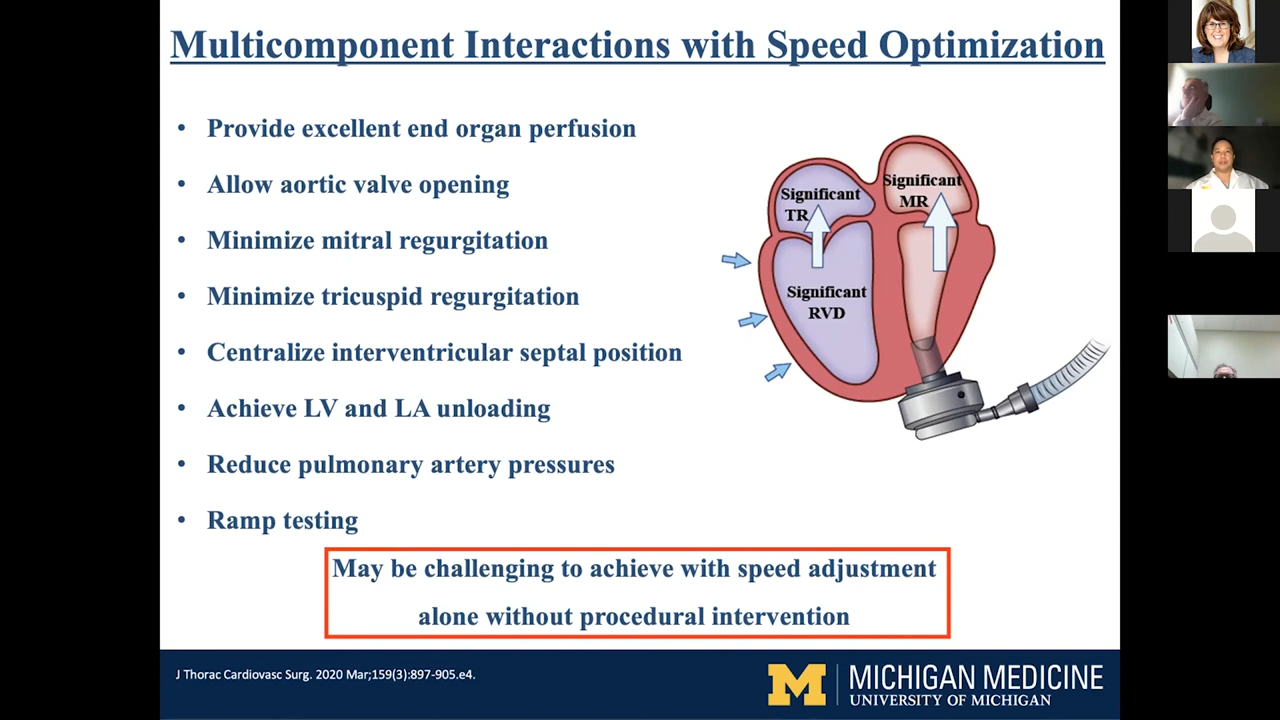 Multicomponent Interactions with Speed Optimization
• Provide excellent end organ perfusion
• Allow aortic valve opening
• Minimize mitral regurgitation
• Minimize tricuspid regurgitation
• Centralize interventricular septal position
• Achieve LV and LA unloading
• Reduce pulmonary artery pressures
• Ramp testing
Significant
TR
Significant
MR
Significant
RVD
May be challenging to achieve with speed adjustment
alone without procedural intervention
J Thorac Cardiovasc Surg. 2020 Mar;159(3):897-905.e4.
M
MICHIGAN MEDICINE
UNIVERSITY OF MICHIGAN